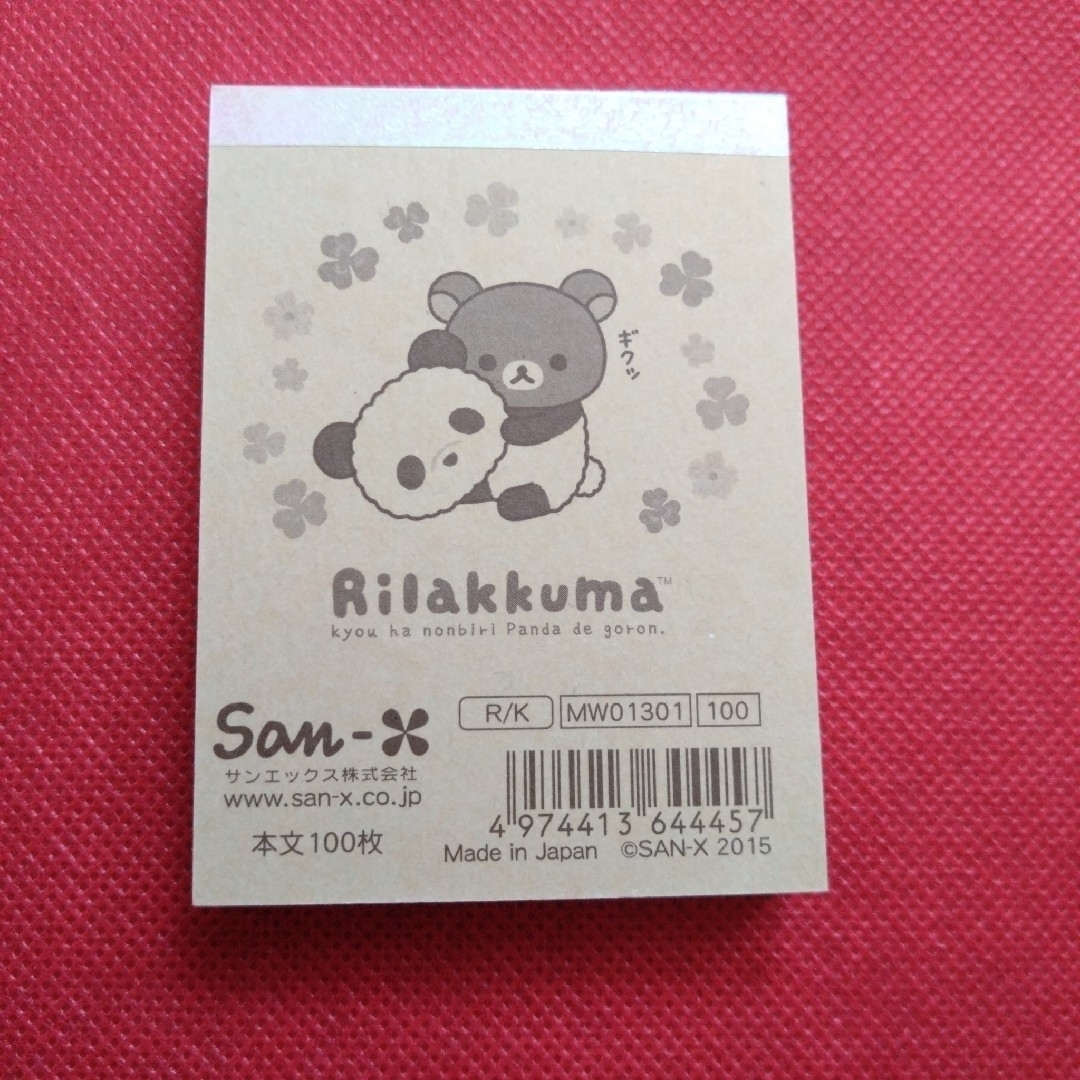 ギクッ
Rilakkuma™
kyou ha nonbiri Panda de goron.
San-X
サンエックス株式会社
www.san-x.co.jp
本文100枚
R/K MW01301 100
4 974413 644457
Made in Japan ©SAN-X 2015